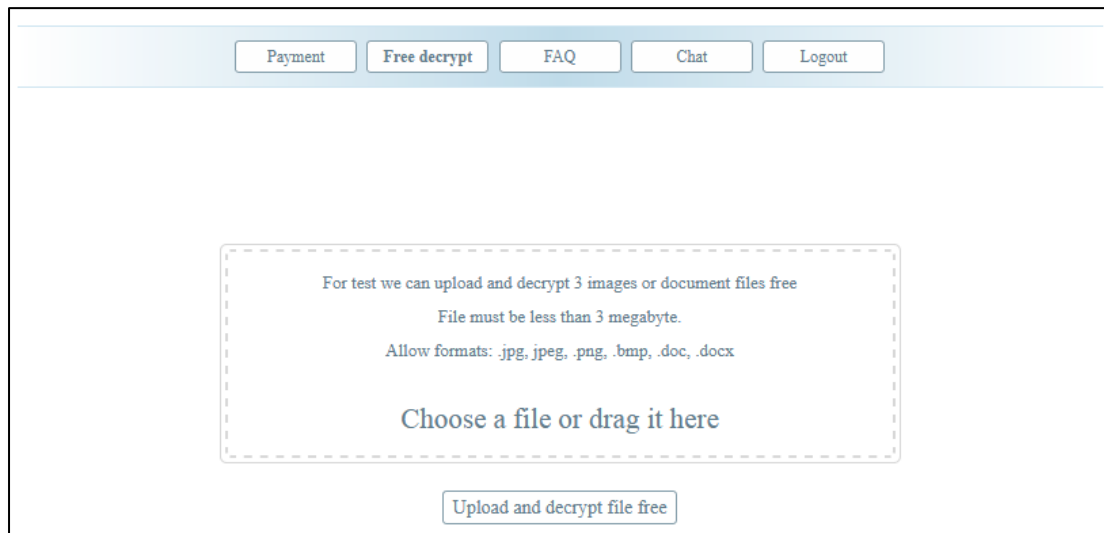 Payment Free decrypt FAQ Chat Logout
For test we can upload and decrypt 3 images or document files free
File must be less than 3 megabyte.
Allow formats: .jpg, jpeg, .png, .bmp, .doc, .docx
Choose a file or drag it here
Upload and decrypt file free